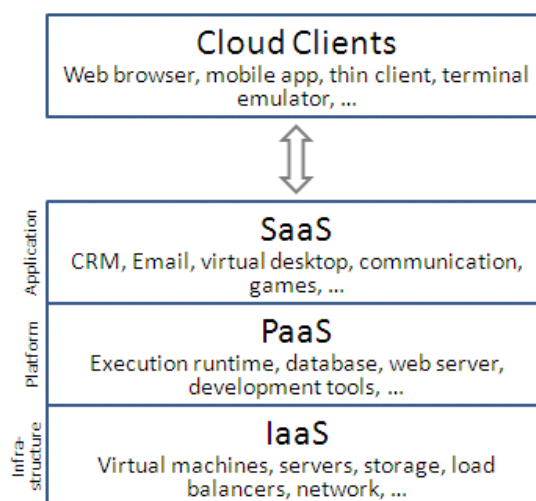 Cloud Clients
Web browser, mobile app, thin client, terminal
emulator, ...
Application
SaaS
CRM, Email, virtual desktop, communication,
games, ...
Platform
PaaS
Execution runtime, database, web server,
development tools, ...
Infra-
structure
IaaS
Virtual machines, servers, storage, load
balancers, network, ...